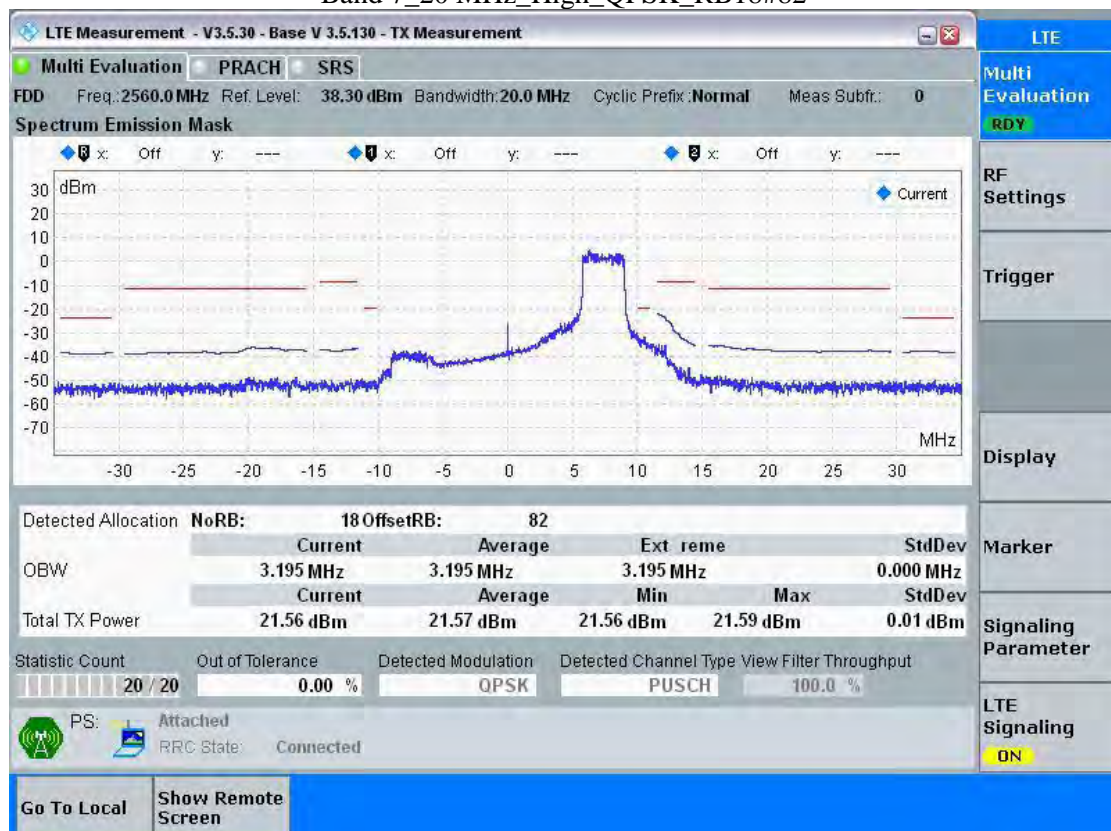 Band 7_20 MHz_High_QPSK_RB18#82
LTE Measurement - V3.5.30 - Base V 3.5.130 - TX Measurement
Multi Evaluation PRACH SRS
FDD Freq.: 2560.0 MHz Ref. Level: 38.30 dBm Bandwidth: 20.0 MHz Cyclic Prefix : Normal Meas Subfr.: 0
Spectrum Emission Mask
R x: Off y: --- 1 x: Off y: --- 2 x: Off y: ---
dBm
Current
30
20
10
0
-10
-20
-30
-40
-50
-60
-70
MHz
-30 -25 -20 -15 -10 -5 0 5 10 15 20 25 30
Detected Allocation NoRB: 18 OffsetRB: 82
Current Average Ext reme StdDev
OBW 3.195 MHz 3.195 MHz 3.195 MHz 0.000 MHz
Current Average Min Max StdDev
Total TX Power 21.56 dBm 21.57 dBm 21.56 dBm 21.59 dBm 0.01 dBm
Statistic Count Out of Tolerance Detected Modulation Detected Channel Type View Filter Throughput
20 / 20 0.00 % QPSK PUSCH 100.0 %
PS: Attached
RRC State: Connected
Go To Local
Show Remote
Screen
LTE
Multi
Evaluation
RDY
RF
Settings
Trigger
Display
Marker
Signaling
Parameter
LTE
Signaling
ON